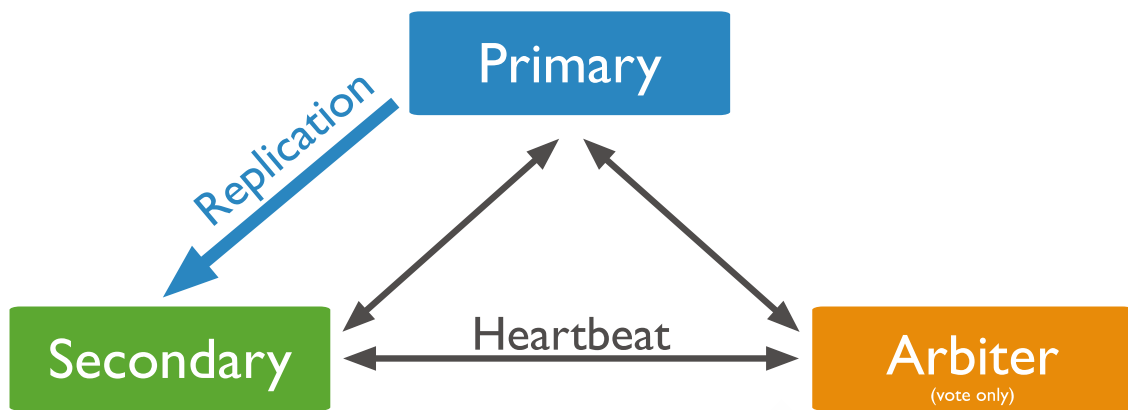 Primary
Replication
Heartbeat
Secondary
Arbiter
(vote only)